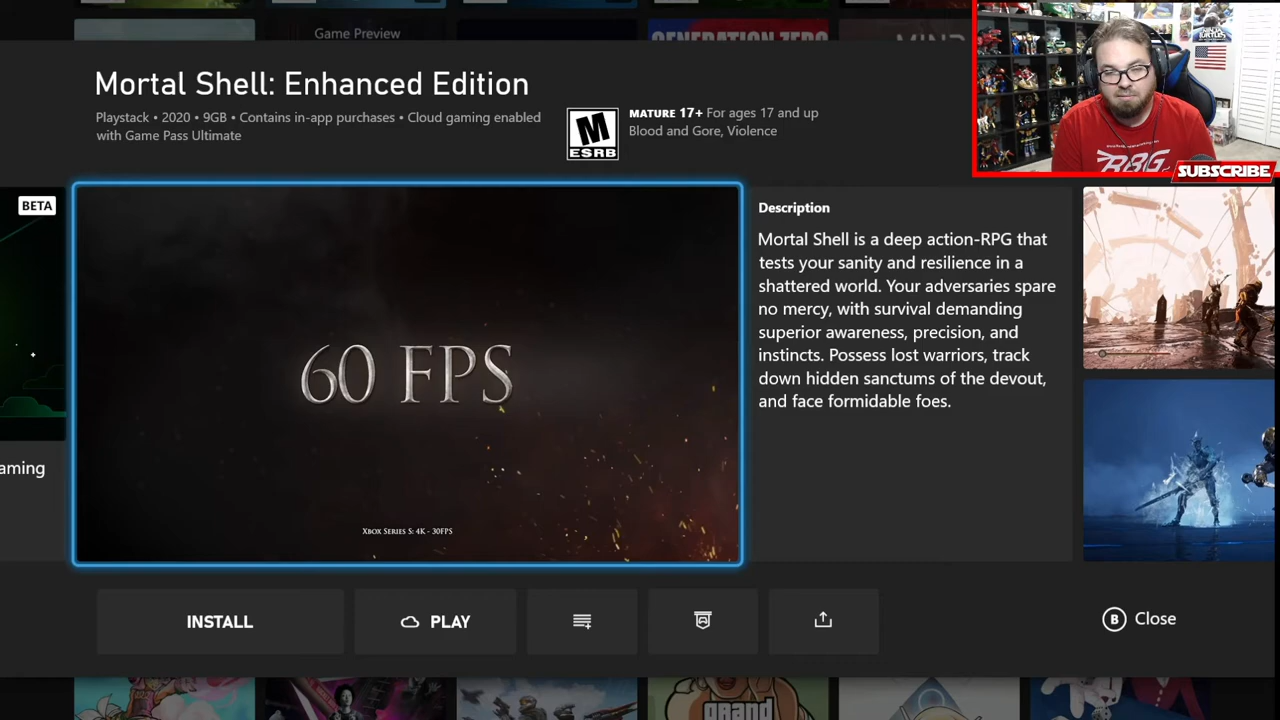 Game Preview
GENERATION ZERO
Mortal Shell: Enhanced Edition
Playstack • 2020 • 9GB • Contains in-app purchases • Cloud gaming enabled
with Game Pass Ultimate
M
ESRB
MATURE 17+ For ages 17 and up
Blood and Gore, Violence
RBG
SUBSCRIBE
BETA
aming
60 FPS
Xbox Series S: 4K - 30FPS
Description
Mortal Shell is a deep action-RPG that
tests your sanity and resilience in a
shattered world. Your adversaries spare
no mercy, with survival demanding
superior awareness, precision, and
instincts. Possess lost warriors, track
down hidden sanctums of the devout,
and face formidable foes.
INSTALL
PLAY
B Close
grand